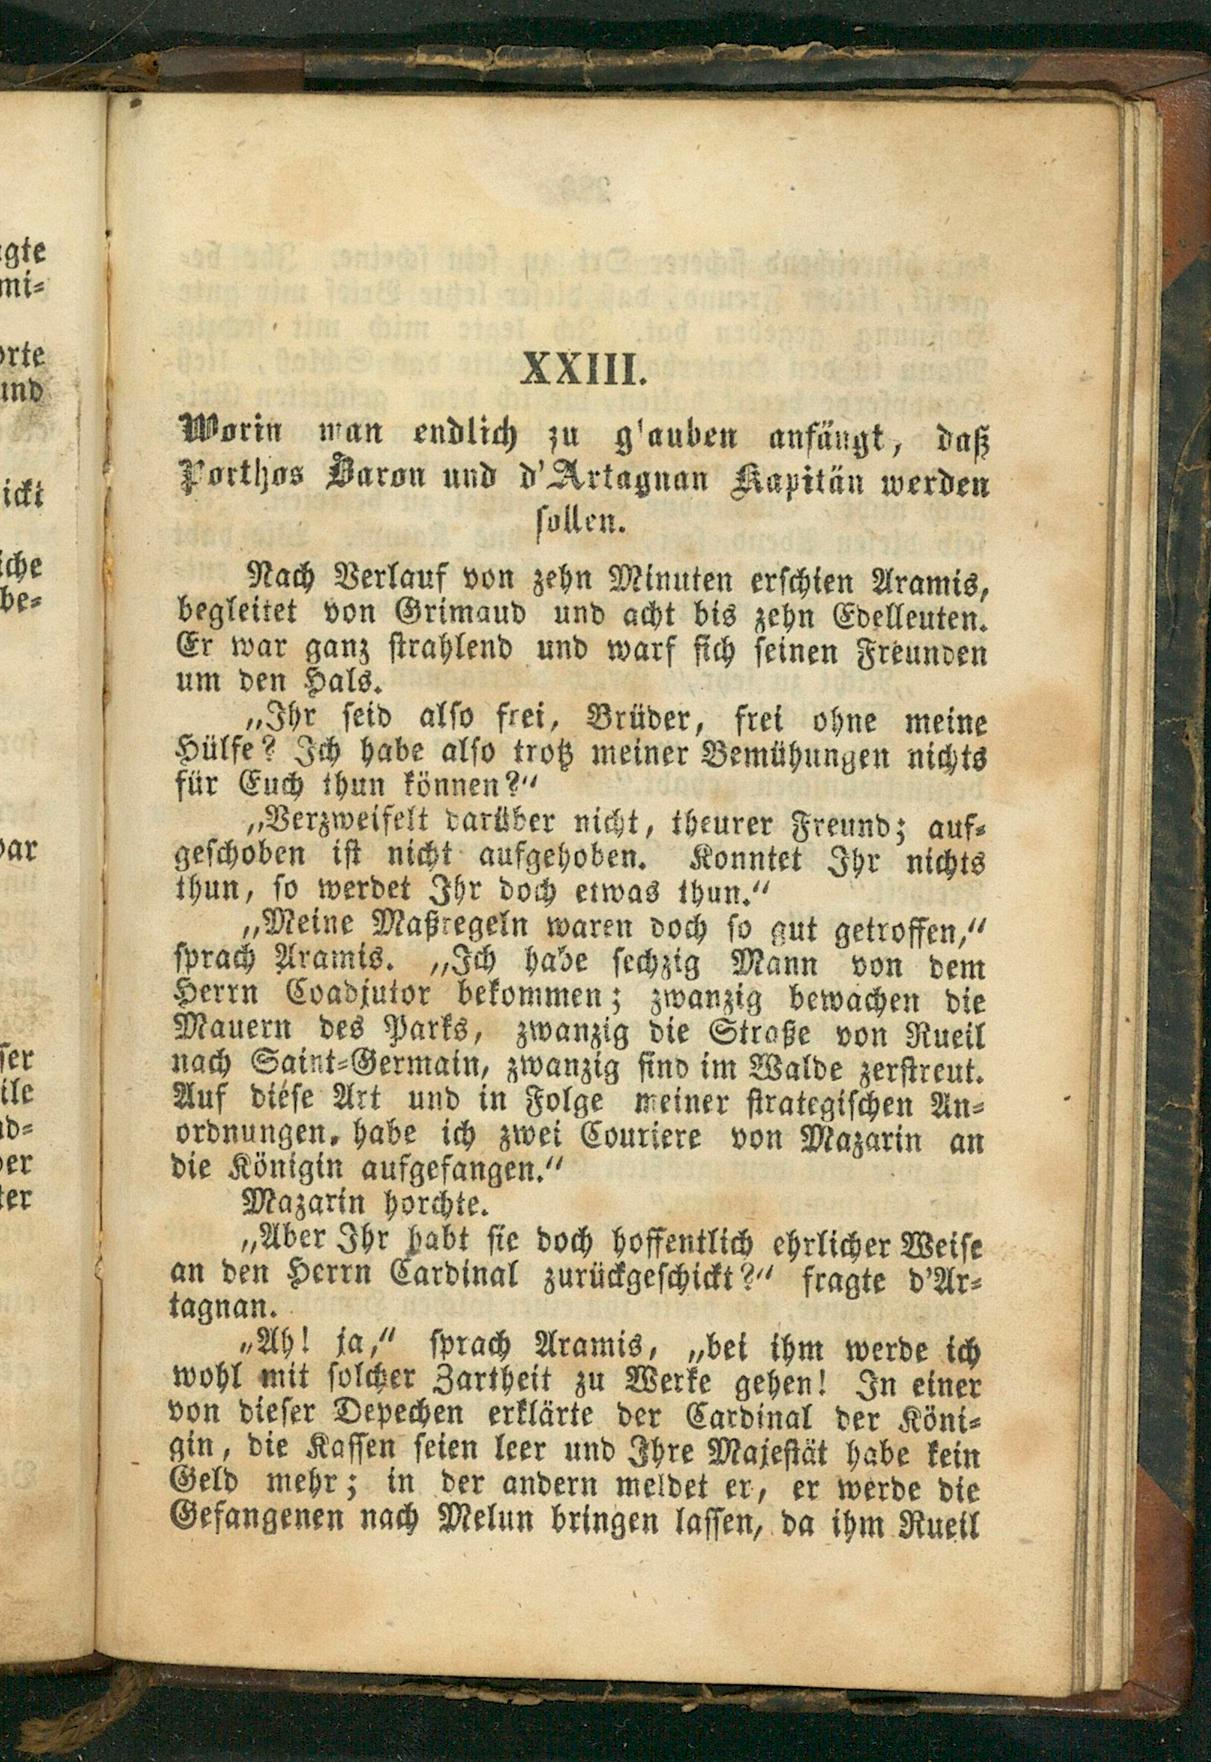 XXIII.
Worin man endlich zu glauben anfängt, daß
Porthos Baron und d'Artagnan Kapitän werden
sollen.
Nach Verlauf von zehn Minuten erschien Aramis,
begleitet von Grimaud und acht bis zehn Edelleuten.
Er war ganz strahlend und warf sich seinen Freunden
um den Hals.
„Ihr seid also frei, Brüder, frei ohne meine
Hülfe? Ich habe also trotz meiner Bemühungen nichts
für Euch thun können?“
„Verzweifelt darüber nicht, theurer Freund; auf-
geschoben ist nicht aufgehoben. Konntet Ihr nichts
thun, so werdet Ihr doch etwas thun.“
„Meine Maßregeln waren doch so gut getroffen,“
sprach Aramis. „Ich habe sechzig Mann von dem
Herrn Coadjutor bekommen; zwanzig bewachen die
Mauern des Parks, zwanzig die Straße von Rueil
nach Saint-Germain, zwanzig sind im Walde zerstreut.
Auf diese Art und in Folge meiner strategischen An-
ordnungen, habe ich zwei Couriere von Mazarin an
die Königin aufgefangen.“
Mazarin horchte.
„Aber Ihr habt sie doch hoffentlich ehrlicher Weise
an den Herrn Cardinal zurückgeschickt?“ fragte d'Ar-
tagnan.
„Ah! ja,“ sprach Aramis, „bei ihm werde ich
wohl mit solcher Zartheit zu Werke gehen! In einer
von dieser Depechen erklärte der Cardinal der Köni-
gin, die Kassen seien leer und Ihre Majestät habe kein
Geld mehr; in der andern meldet er, er werde die
Gefangenen nach Melun bringen lassen, da ihm Rueil